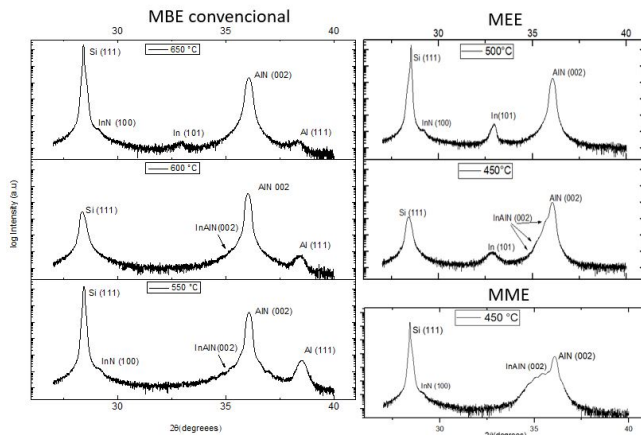 MBE convencional
30 35 40
650 °C
Si (111)
InN (100)
In (101)
AlN (002)
Al (111)
600 °C
Si (111)
InAlN(002)
AlN 002
Al (111)
550 °C
Si (111)
InN (100)
InAlN(002)
AlN (002)
Al (111)
30 35 40
2θ(degreees)
log Intensity (a.u)
MEE
30 35 40
500°C
Si (111)
InN (100)
In(101)
AlN (002)
450°C
Si (111)
In (101)
InAlN (002)
AlN (002)
MME
450 °C
Si (111)
InN (100)
InAlN (002)
AlN (002)
30 35 40
2θ(degrees)